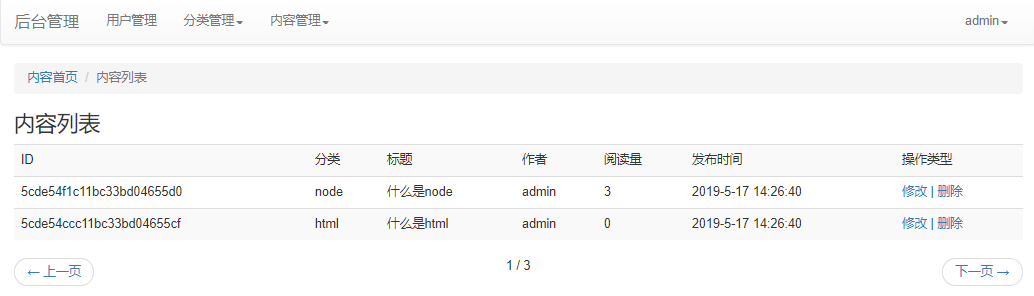 后台管理 用户管理 分类管理 内容管理 admin
内容首页 / 内容列表
内容列表
ID 分类 标题 作者 阅读量 发布时间 操作类型
5cde54f1c11bc33bd04655d0 node 什么是node admin 3 2019-5-17 14:26:40 修改 | 删除
5cde54ccc11bc33bd04655cf html 什么是html admin 0 2019-5-17 14:26:40 修改 | 删除
← 上一页 1 / 3 下一页 →